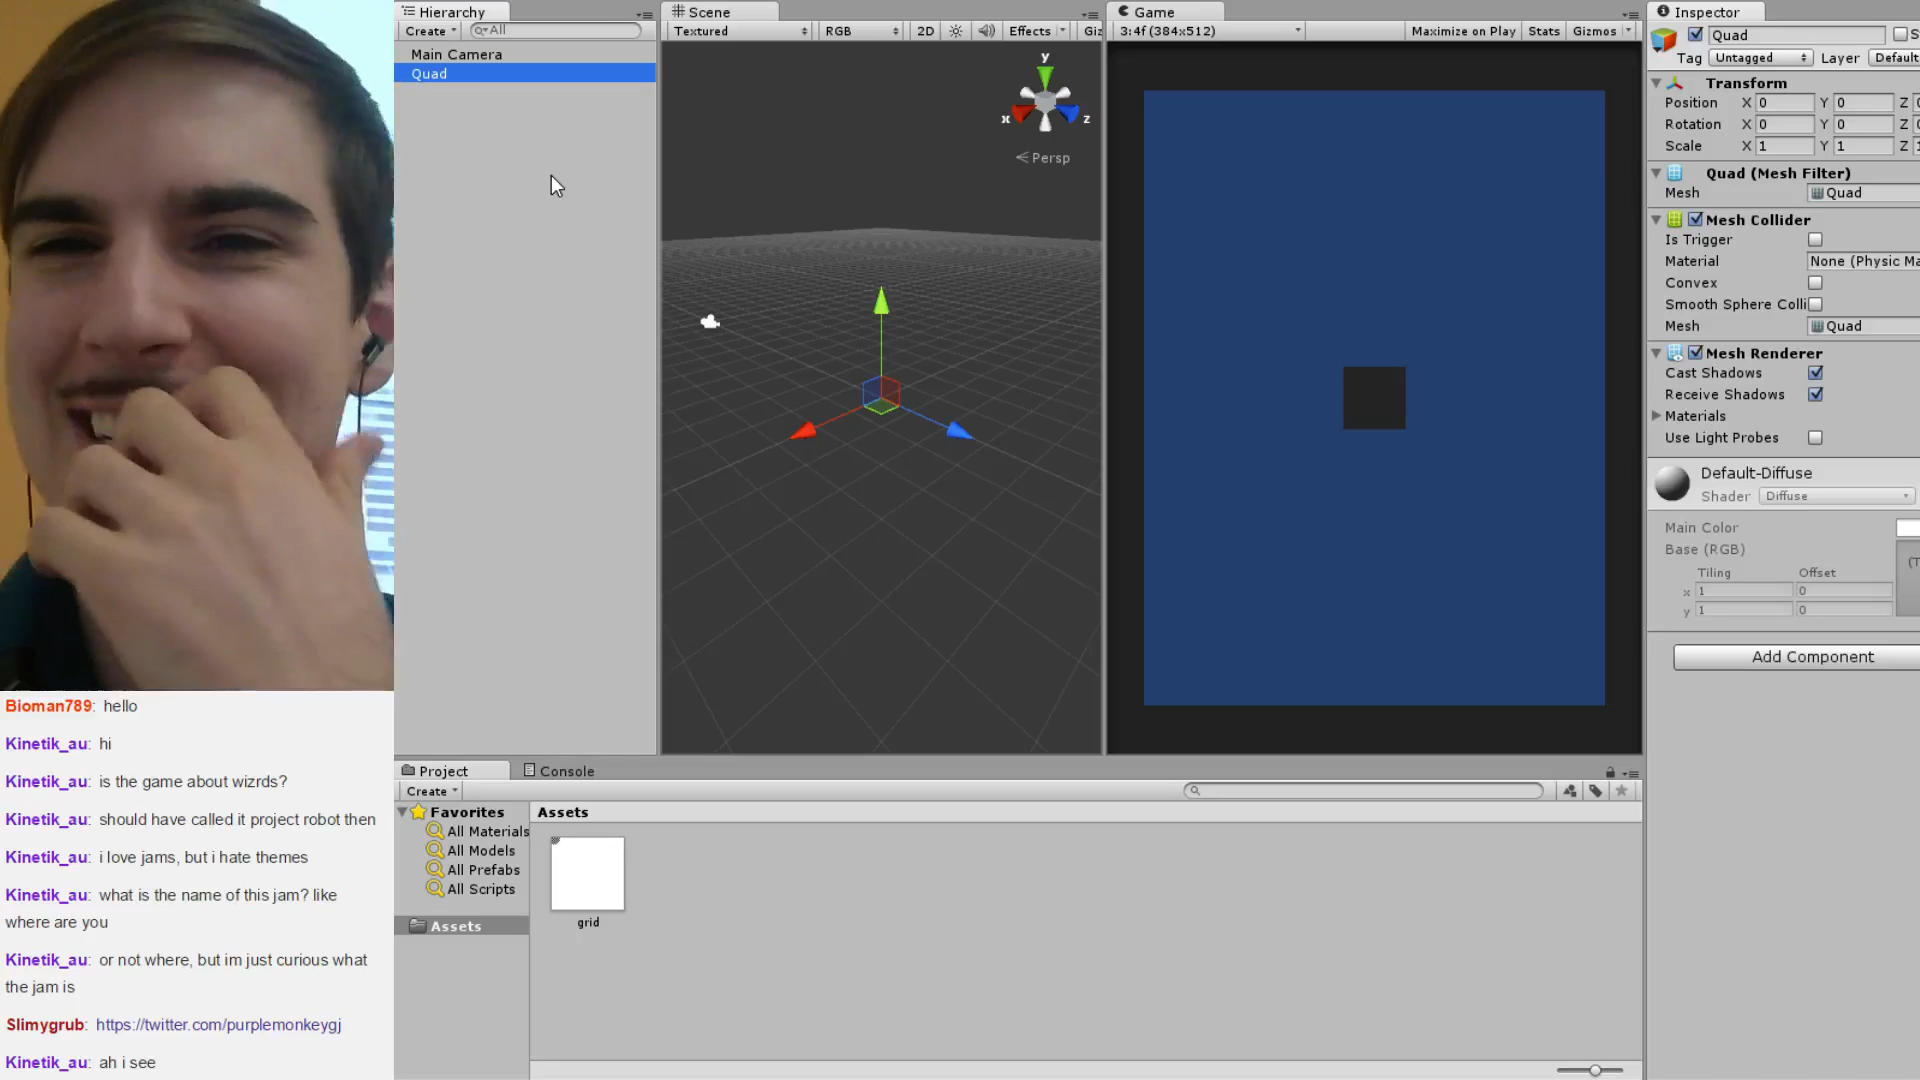 Hierarchy
Create
All
Main Camera
Quad
Scene
Textured
RGB
2D
Effects
Giz
y
x
z
Persp
Game
3:4f (384x512)
Maximize on Play
Stats
Gizmos
Inspector
Quad
S
Tag
Untagged
Layer
Default
Transform
Position X 0 Y 0 Z 0
Rotation X 0 Y 0 Z 0
Scale X 1 Y 1 Z 1
Quad (Mesh Filter)
Mesh Quad
Mesh Collider
Is Trigger
Material None (Physic Ma
Convex
Smooth Sphere Colli
Mesh Quad
Mesh Renderer
Cast Shadows
Receive Shadows
Materials
Use Light Probes
Default-Diffuse
Shader Diffuse
Main Color
Base (RGB)
(T
Tiling Offset
x 1 0
y 1 0
Add Component
Bioman789: hello
Kinetik_au: hi
Kinetik_au: is the game about wizrds?
Kinetik_au: should have called it project robot then
Kinetik_au: i love jams, but i hate themes
Kinetik_au: what is the name of this jam? like
where are you
Kinetik_au: or not where, but im just curious what
the jam is
Slimygrub: https://twitter.com/purplemonkeygj
Kinetik_au: ah i see
Project
Console
Create
Favorites
All Materials
All Models
All Prefabs
All Scripts
Assets
Assets
grid